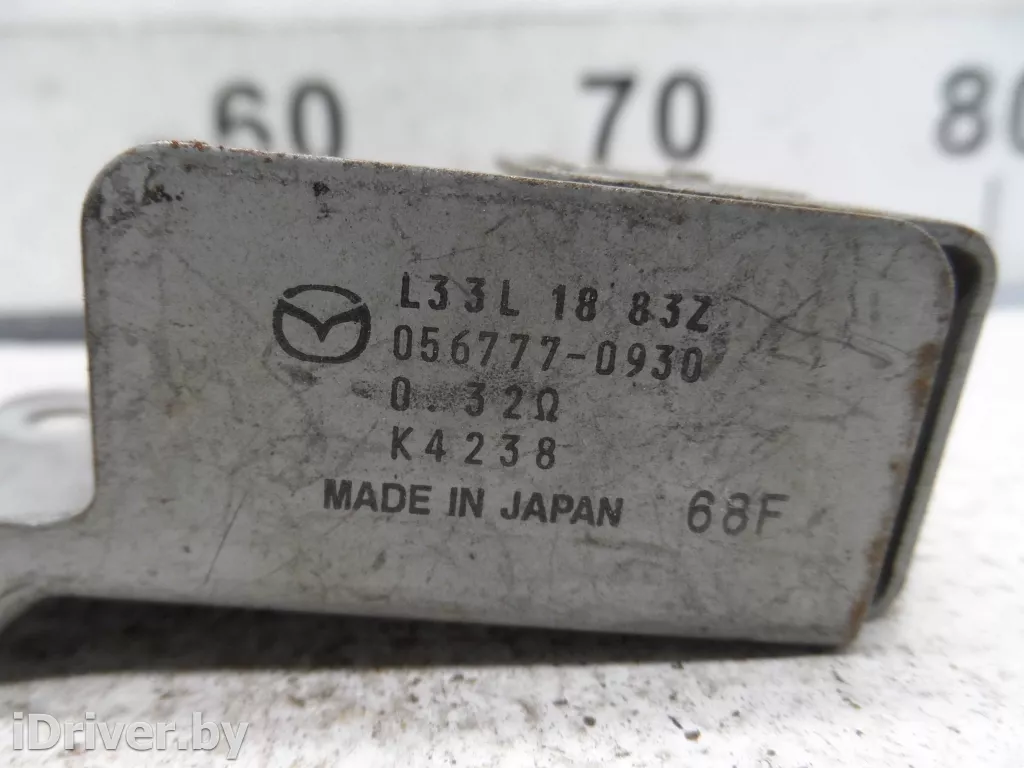 60 70 80
L33L 18 83Z
056777-0930
0.32Ω
K4238
MADE IN JAPAN 68F
iDriver.by